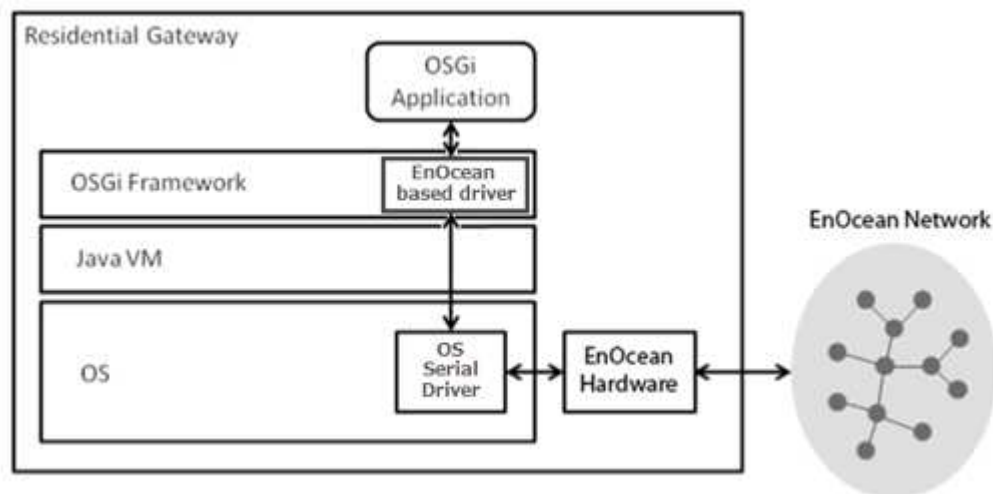 Residential Gateway
OSGi
Application
OSGi Framework
EnOcean
based driver
Java VM
EnOcean Network
OS
OS
Serial
Driver
EnOcean
Hardware